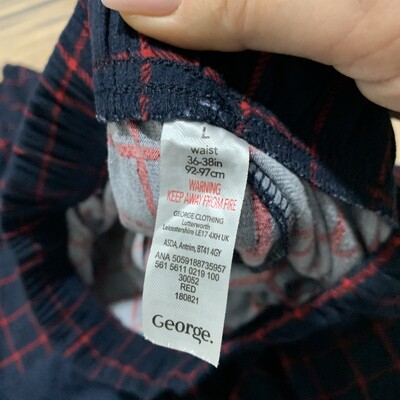 L
waist
36-38in
92-97cm
WARNING
KEEP AWAY FROM FIRE
GEORGE CLOTHING
Lutterworth
Leicestershire LE17 4XH UK
ASDA, Antrim, BT41 4GY
ANA 5059188735957
561 5611 0219 100
30052
RED
180821
George.